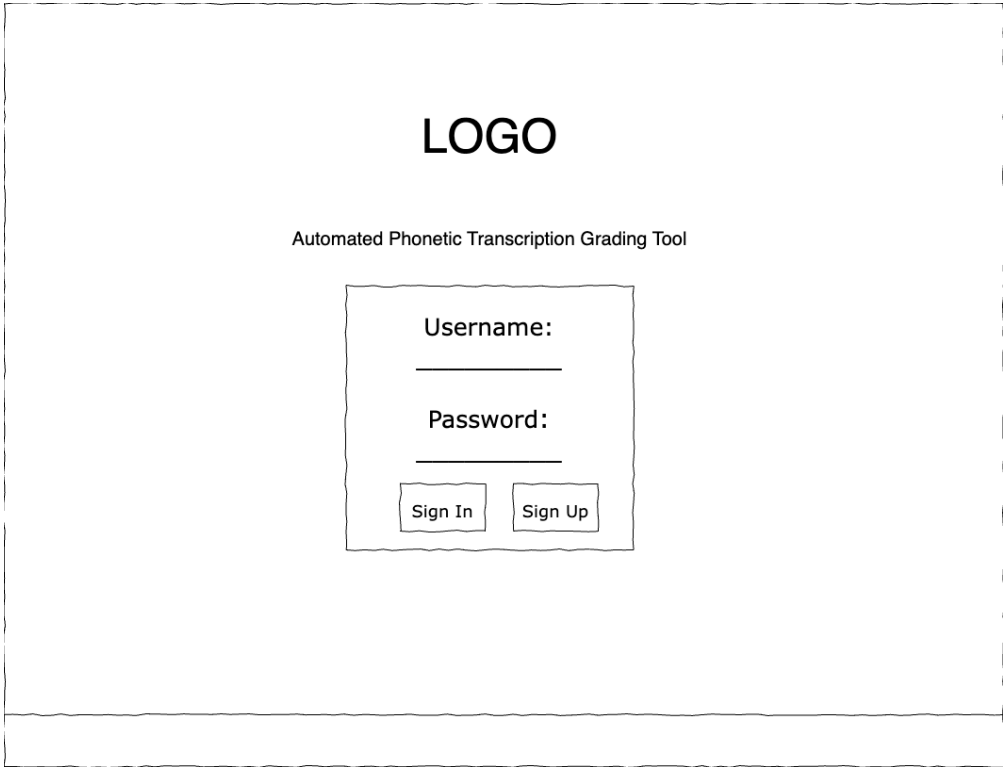 LOGO
Automated Phonetic Transcription Grading Tool
Username:
Password:
Sign In Sign Up